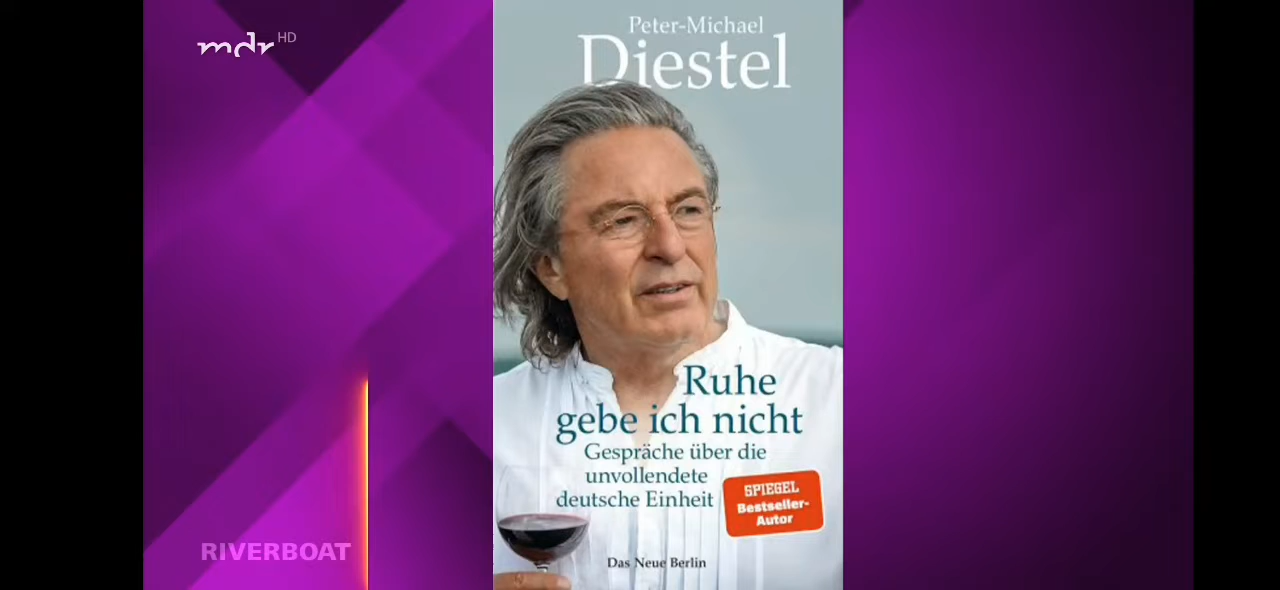 mdr HD
Peter-Michael
Diestel
Ruhe
gebe ich nicht
Gespräche über die
unvollendete
deutsche Einheit
SPIEGEL
Bestseller-
Autor
Das Neue Berlin
RIVERBOAT